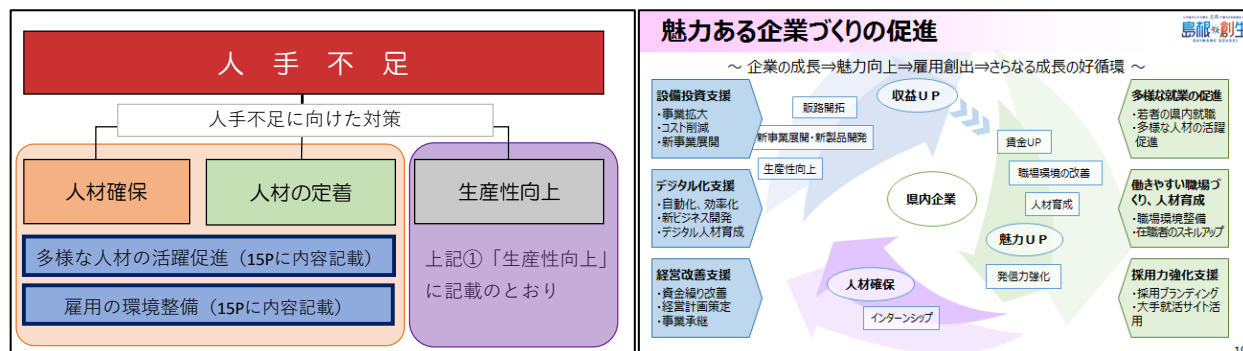 人 手 不 足
人手不足に向けた対策
人材確保
人材の定着
生産性向上
多様な人材の活躍促進（15Pに内容記載）
雇用の環境整備（15Pに内容記載）
上記①「生産性向上」
に記載のとおり
魅力ある企業づくりの促進
島根創生
SHIMANE SOUSEI
～ 企業の成長⇒魅力向上⇒雇用創出⇒さらなる成長の好循環 ～
設備投資支援
・事業拡大
・コスト削減
・新事業展開
デジタル化支援
・自動化、効率化
・新ビジネス開発
・デジタル人材育成
経営改善支援
・資金繰り改善
・経営計画策定
・事業承継
収益UP
販路開拓
新事業展開・新製品開発
生産性向上
県内企業
賃金UP
職場環境の改善
人材育成
魅力UP
発信力強化
人材確保
インターンシップ
多様な就業の促進
・若者の県内就職
・多様な人材の活躍
促進
働きやすい職場づ
くり、人材育成
・職場環境整備
・在職者のスキルアップ
採用力強化支援
・採用ブランディング
・大手就活サイト活
用